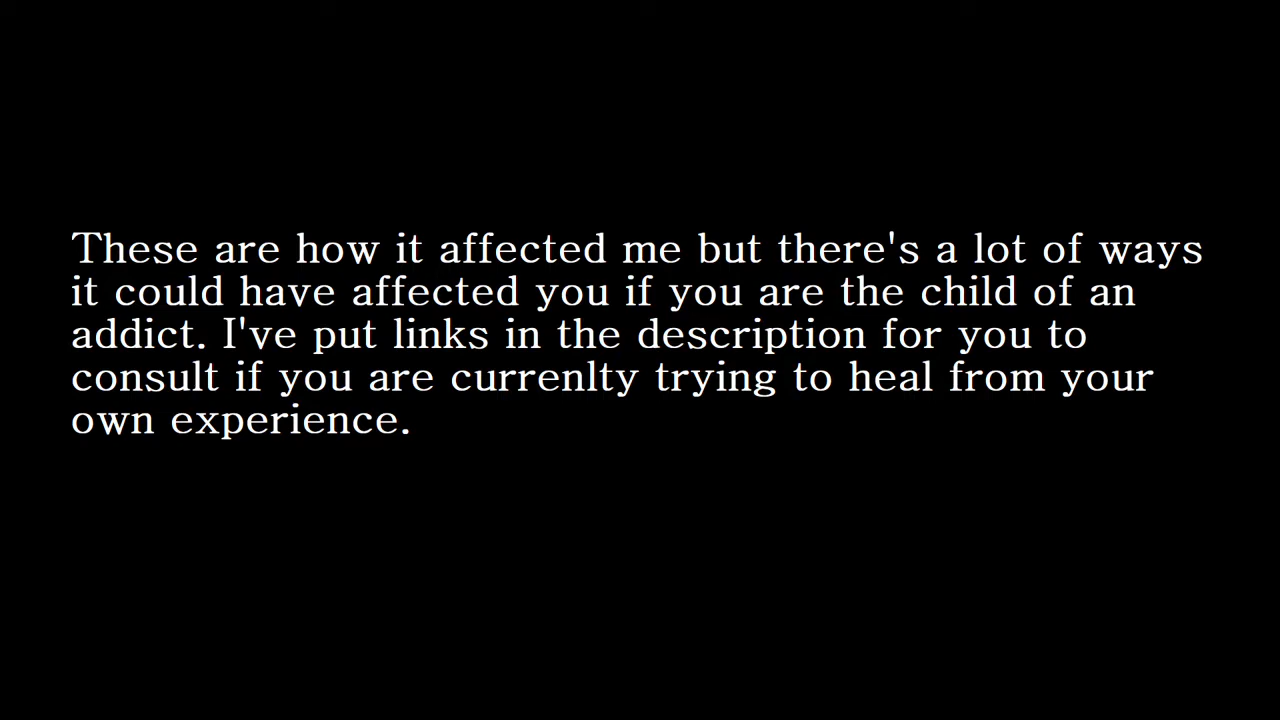 These are how it affected me but there's a lot of ways
it could have affected you if you are the child of an
addict. I've put links in the description for you to
consult if you are currenlty trying to heal from your
own experience.